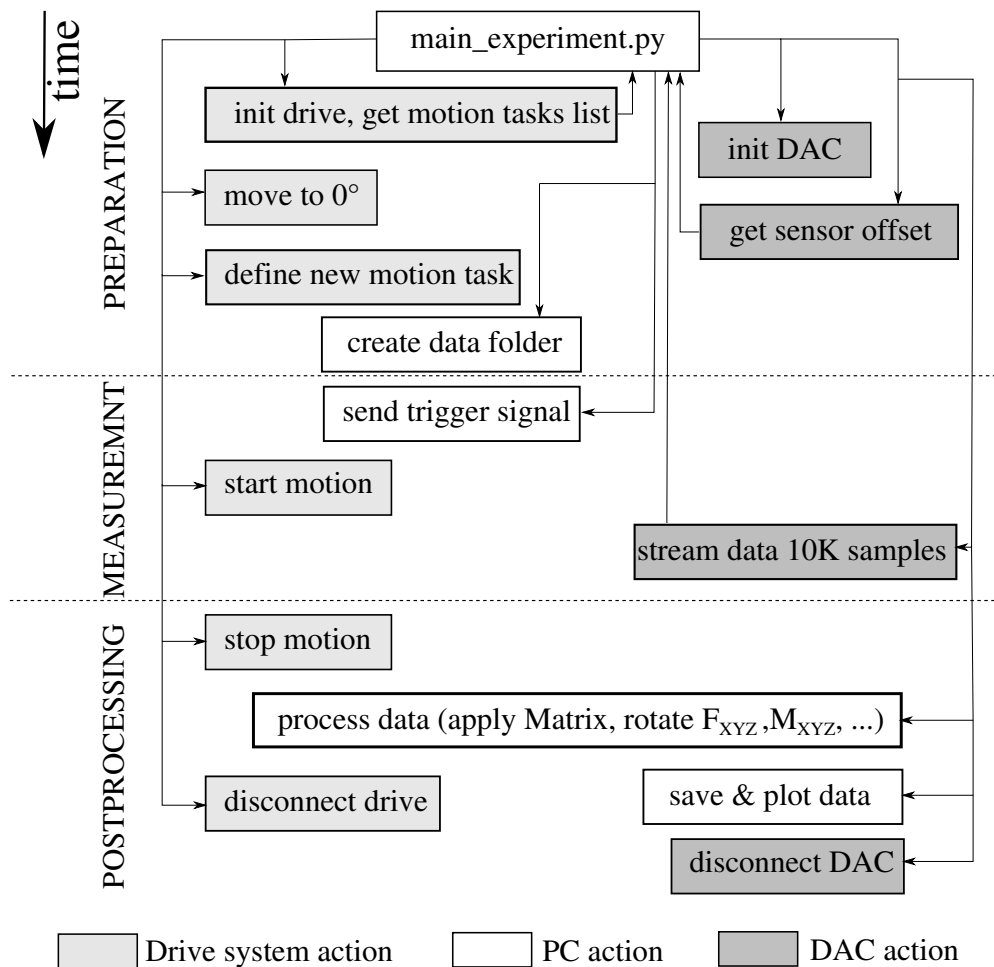 time
main_experiment.py
PREPARATION
init drive, get motion tasks list
init DAC
move to 0°
get sensor offset
define new motion task
create data folder
MEASUREMNT
send trigger signal
start motion
stream data 10K samples
POSTPROCESSING
stop motion
process data (apply Matrix, rotate F_XYZ ,M_XYZ, ...)
disconnect drive
save & plot data
disconnect DAC
Drive system action
PC action
DAC action